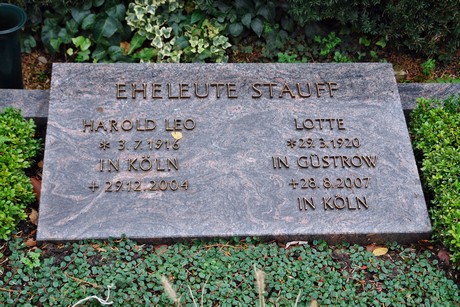 EHELEUTE STAUFF
HAROLD LEO
* 3.7.1916
IN KÖLN
+ 29.12.2004
LOTTE
* 29.3.1920
IN GÜSTROW
+ 28.8.2007
IN KÖLN